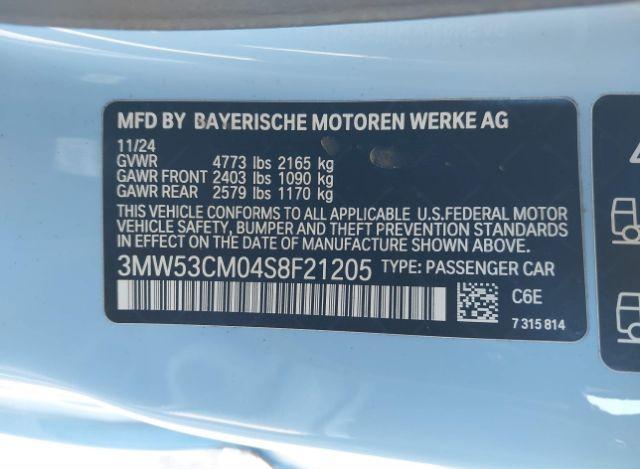 MFD BY BAYERISCHE MOTOREN WERKE AG
11/24
GVWR 4773 lbs 2165 kg
GAWR FRONT 2403 lbs 1090 kg
GAWR REAR 2579 lbs 1170 kg
THIS VEHICLE CONFORMS TO ALL APPLICABLE U.S.FEDERAL MOTOR
VEHICLE SAFETY, BUMPER AND THEFT PREVENTION STANDARDS
IN EFFECT ON THE DATE OF MANUFACTURE SHOWN ABOVE.
3MW53CM04S8F21205 TYPE: PASSENGER CAR
C6E
7 315 814